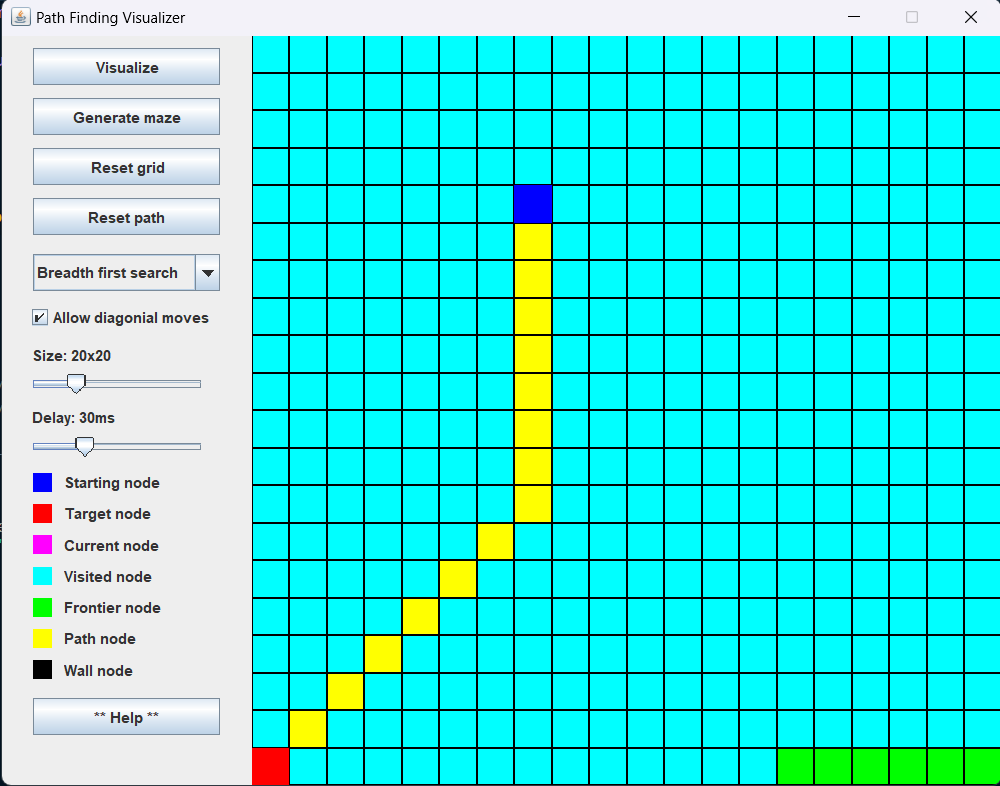 Path Finding Visualizer
Visualize
Generate maze
Reset grid
Reset path
Breadth first search
Allow diagonial moves
Size: 20x20
Delay: 30ms
Starting node
Target node
Current node
Visited node
Frontier node
Path node
Wall node
** Help **